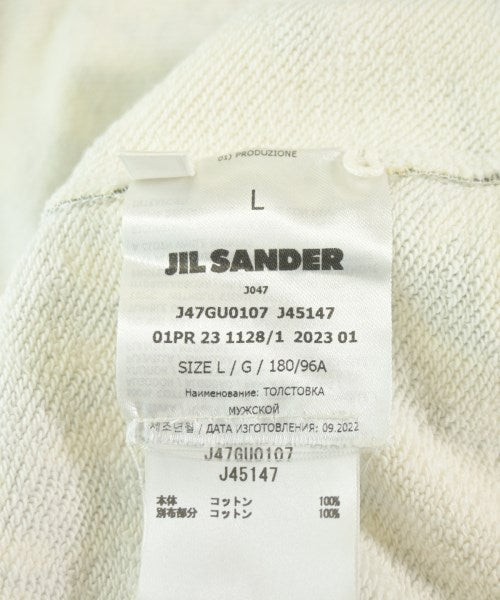 01) PRODUZIONE
L
JIL SANDER
J047
J47GU0107 J45147
01PR 23 1128/1 2023 01
SIZE L / G / 180/96A
Наименование: ТОЛСТОВКА
МУЖСКОЙ
제조년월 / ДАТА ИЗГОТОВЛЕНИЯ: 09.2022
J47GU0107
J45147
本体 コットン 100%
別布部分 コットン 100%